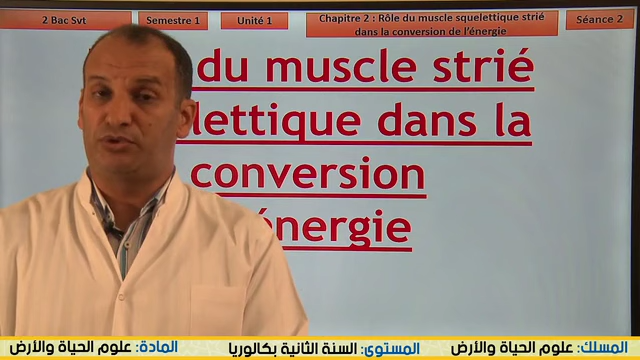 2 Bac Svt
Semestre 1
Unité 1
Chapitre 2 : Rôle du muscle squelettique strié
dans la conversion de l'énergie
Séance 2
du muscle strié
lettique dans la
conversion
énergie
المسلك: علوم الحياة والأرض
المستوى: السنة الثانية بكالوريا
المادة: علوم الحياة والأرض